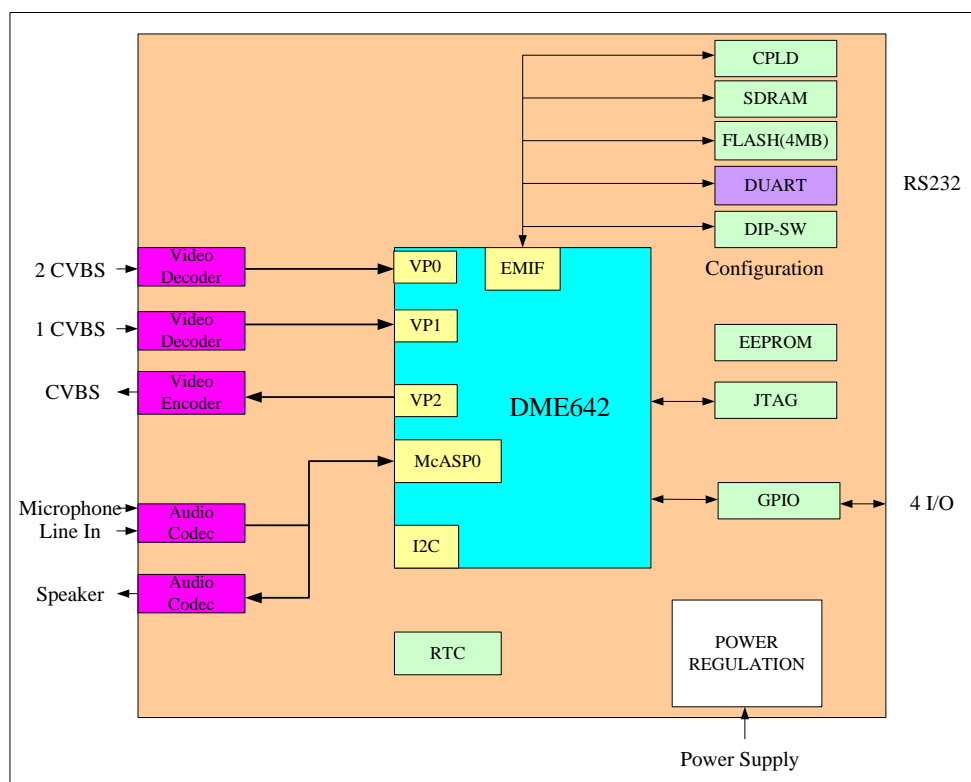 CPLD
SDRAM
FLASH(4MB)
DUART
RS232
DIP-SW
Configuration
2 CVBS
Video
Decoder
VP0
EMIF
1 CVBS
Video
Decoder
VP1
EEPROM
CVBS
Video
Encoder
VP2
DME642
JTAG
McASP0
Microphone
Line In
Audio
Codec
GPIO
4 I/O
I2C
Speaker
Audio
Codec
RTC
POWER
REGULATION
Power Supply